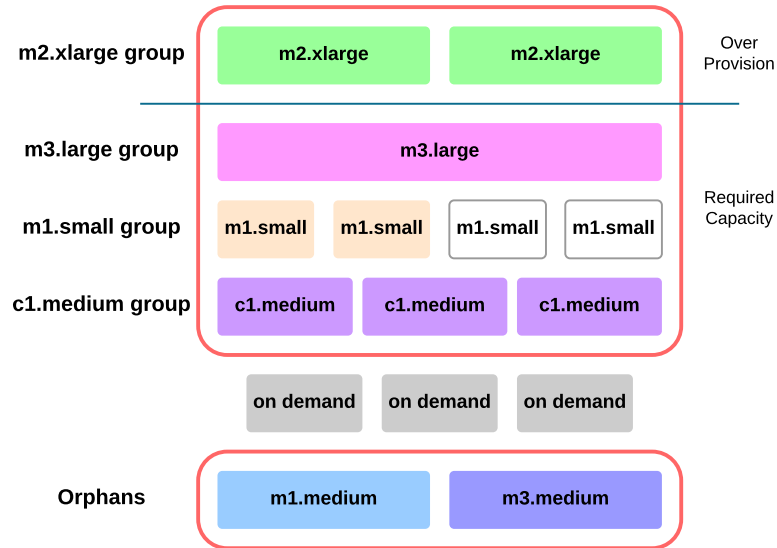 m2.xlarge group
m2.xlarge
m2.xlarge
Over
Provision
m3.large group
m3.large
m1.small group
m1.small
m1.small
m1.small
m1.small
Required
Capacity
c1.medium group
c1.medium
c1.medium
c1.medium
on demand
on demand
on demand
Orphans
m1.medium
m3.medium